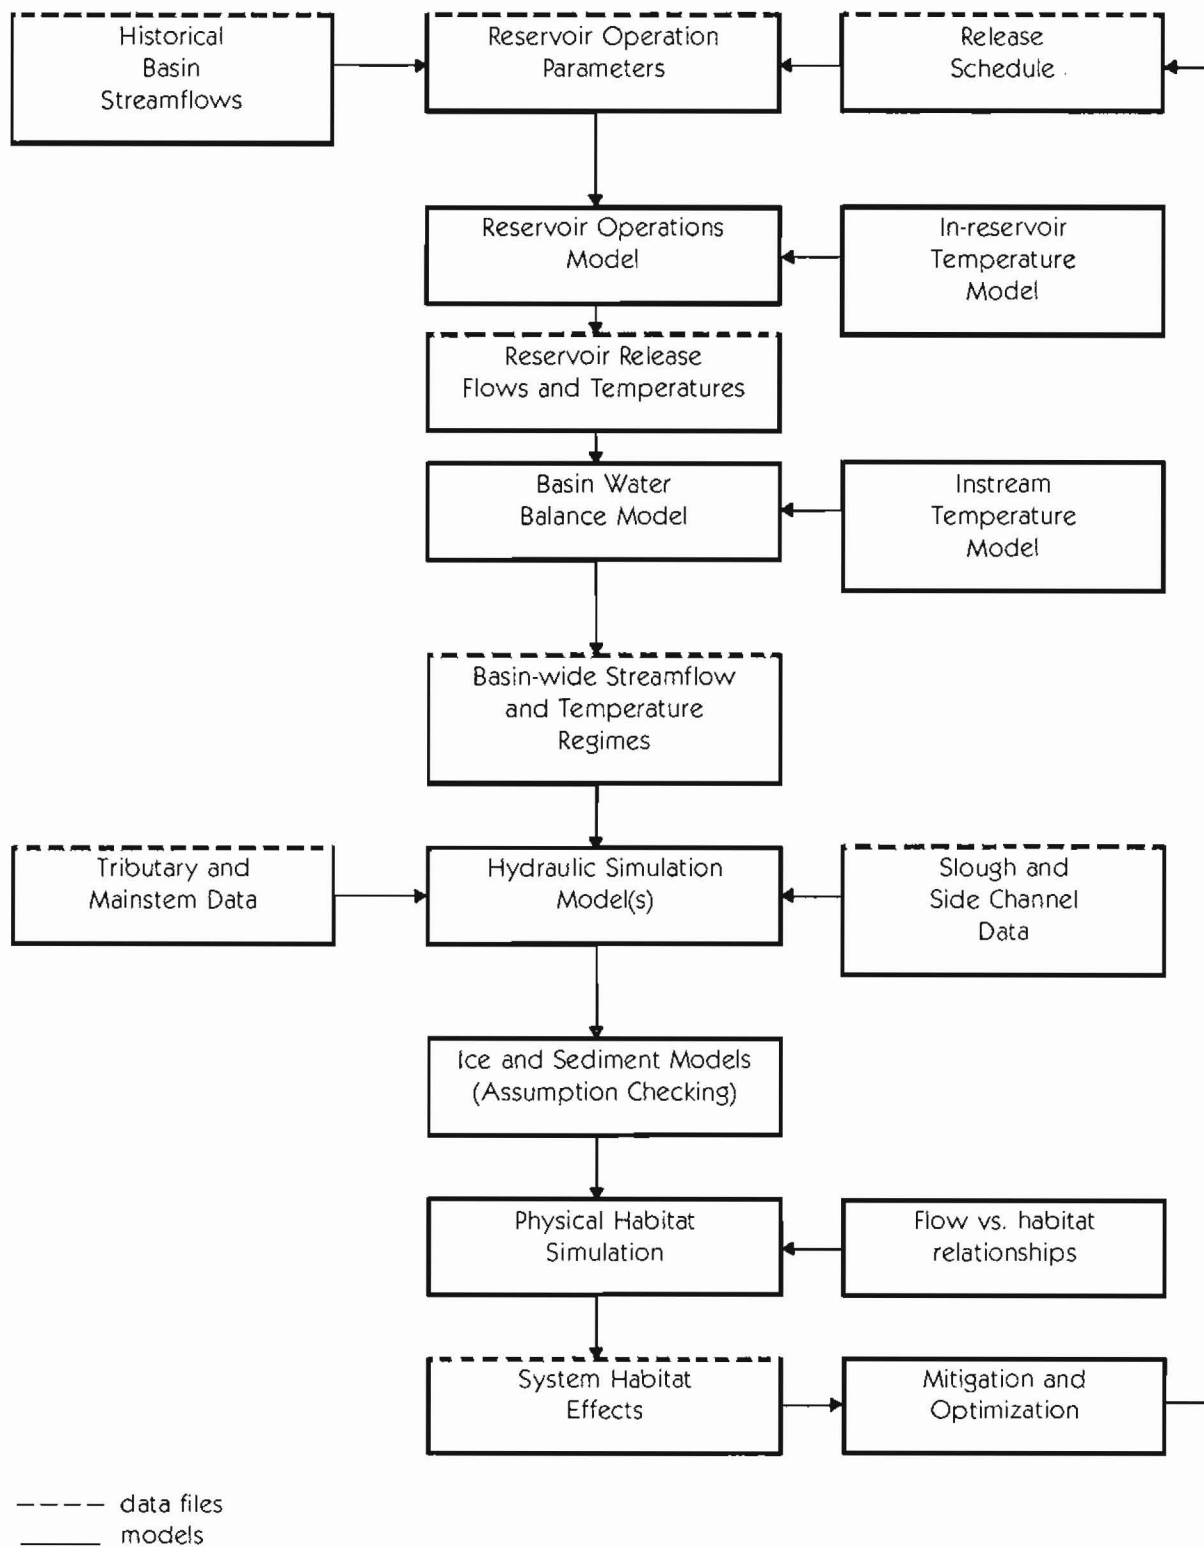 Historical
Basin
Streamflows
Reservoir Operation
Parameters
Release
Schedule
Reservoir Operations
Model
In-reservoir
Temperature
Model
Reservoir Release
Flows and Temperatures
Basin Water
Balance Model
Instream
Temperature
Model
Basin-wide Streamflow
and Temperature
Regimes
Tributary and
Mainstem Data
Hydraulic Simulation
Model(s)
Slough and
Side Channel
Data
Ice and Sediment Models
(Assumption Checking)
Physical Habitat
Simulation
Flow vs. habitat
relationships
System Habitat
Effects
Mitigation and
Optimization
data files
models